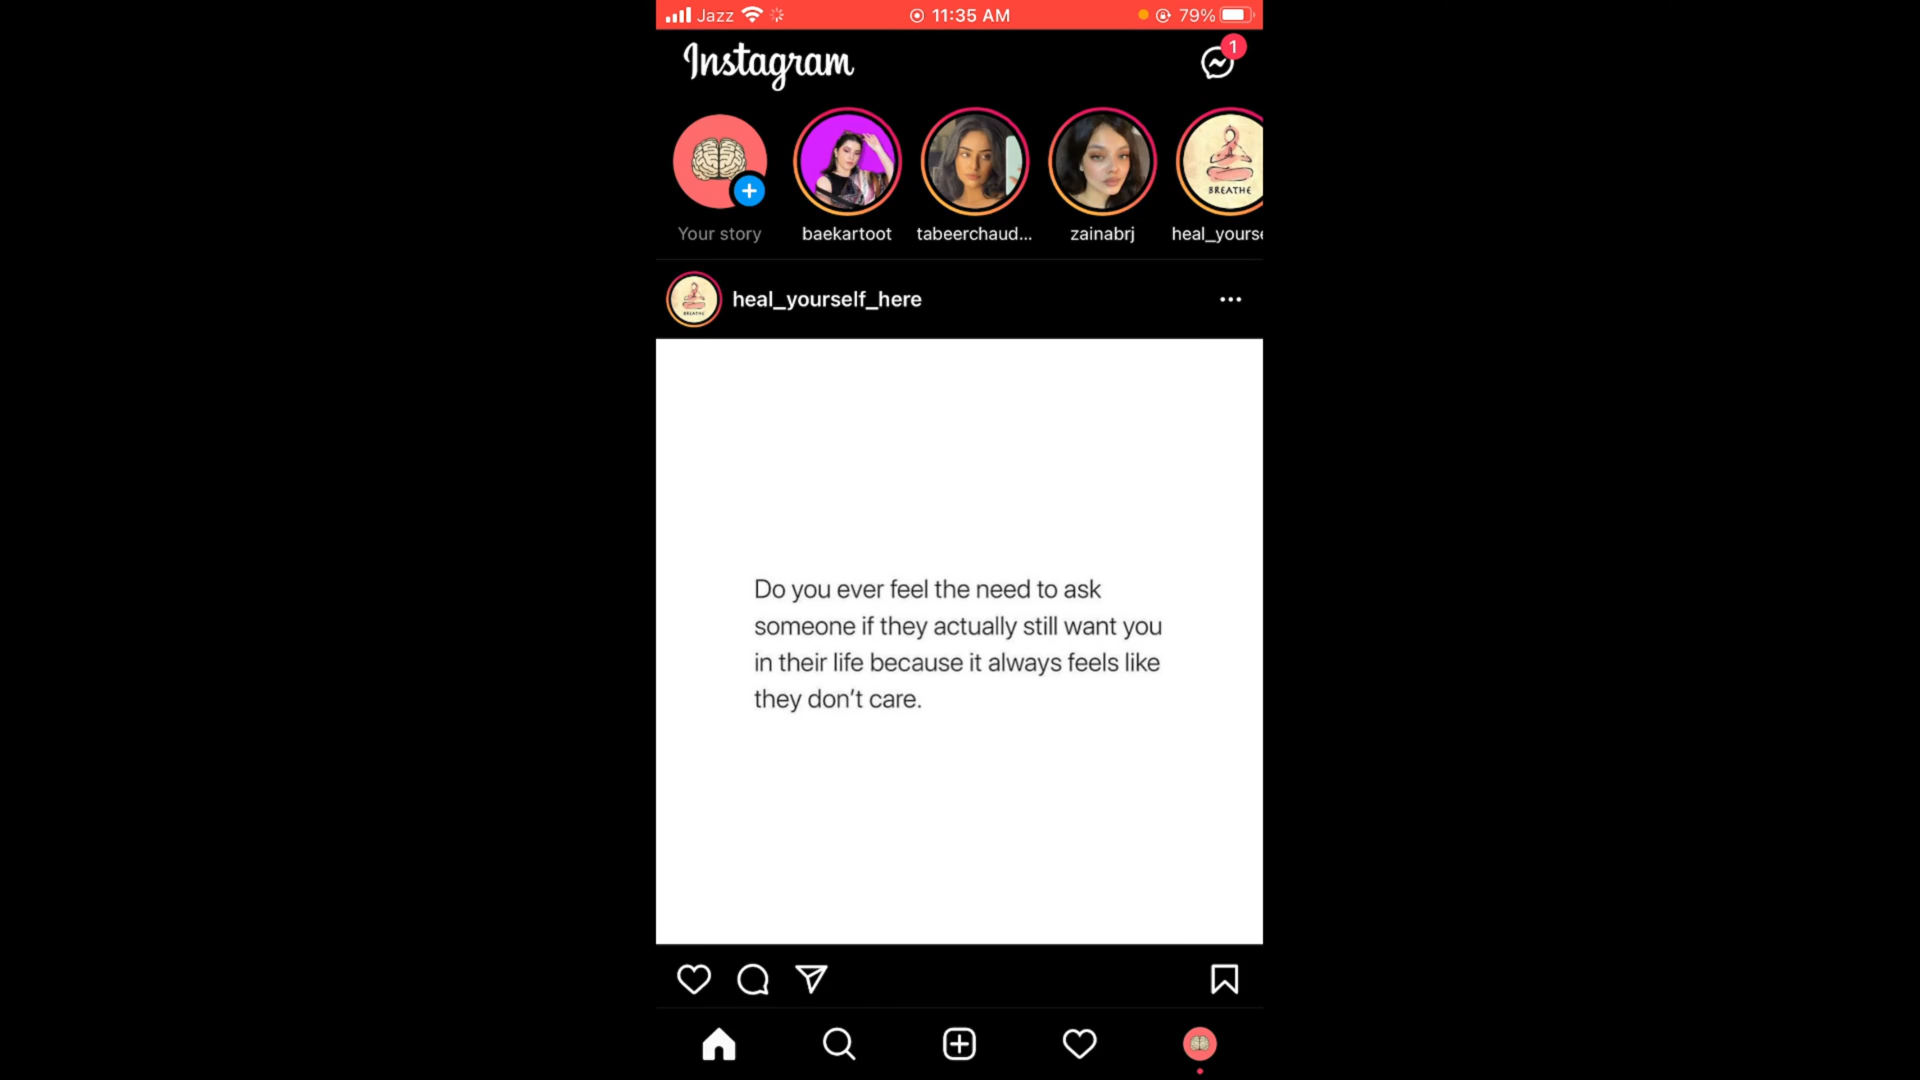 Jazz 11:35 AM 79%
Instagram
1
BREATHE
Your story baekartoot tabeerchaud... zainabrj heal_yourse
BREATHE heal_yourself_here
Do you ever feel the need to ask
someone if they actually still want you
in their life because it always feels like
they don't care.